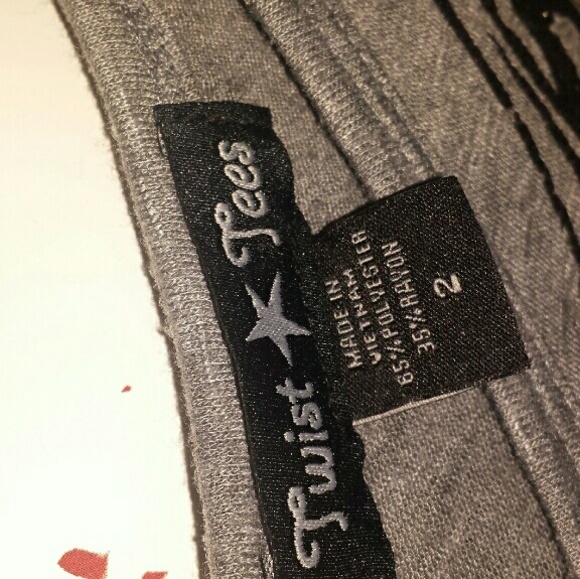 Twist Tees
MADE IN
VIETNAM
65%POLYESTER
35%RAYON
2